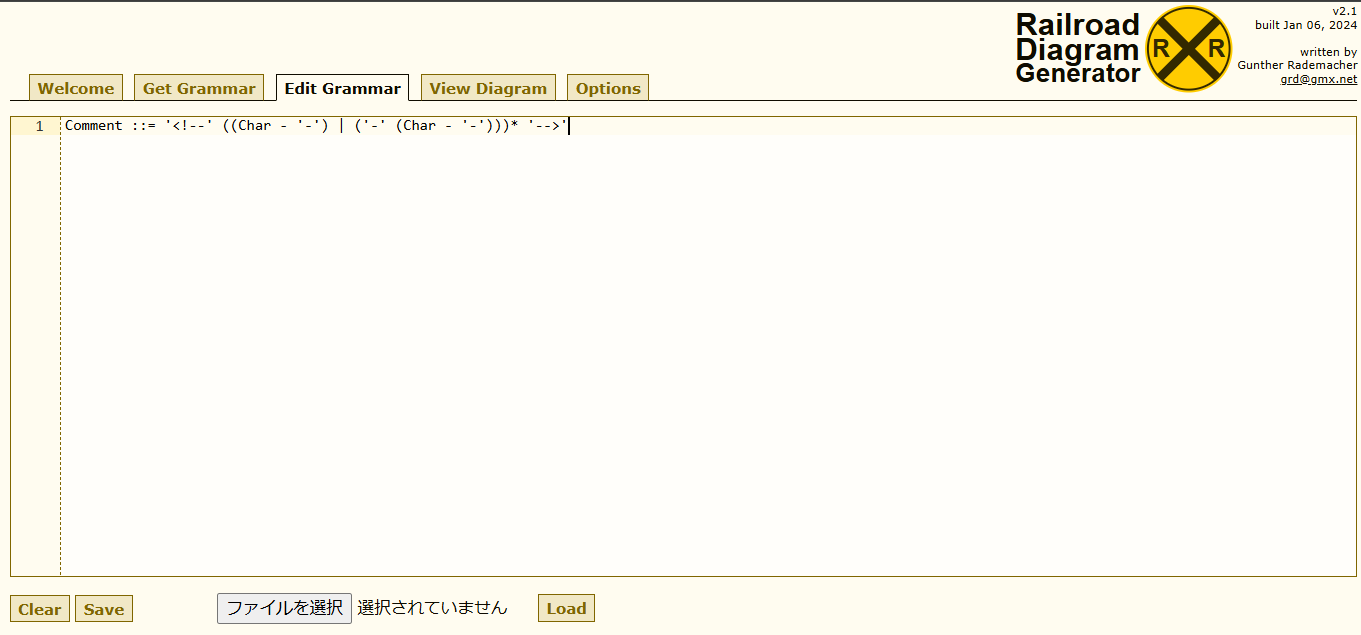 Railroad
Diagram
Generator
R R
v2.1
built Jan 06, 2024
written by
Gunther Rademacher
grd@gmx.net
Welcome Get Grammar Edit Grammar View Diagram Options
1 Comment ::= '<!--' ((Char - '-') | ('-' (Char - '-')))* '-->'
Clear Save ファイルを選択 選択されていません Load